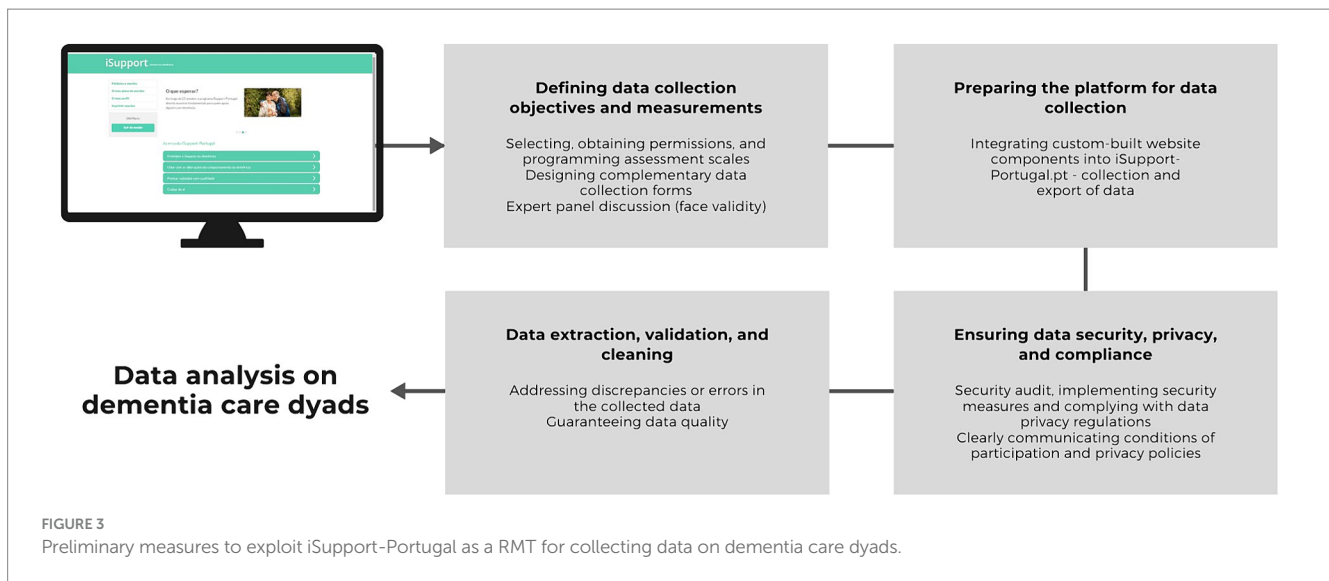 iSupport
O que esperar?
Defining data collection
objectives and measurements
Selecting, obtaining permissions, and
programming assessment scales
Designing complementary data
collection forms
Expert panel discussion (face validity)
Preparing the platform for data
collection
Integrating custom-built website
components into iSupport-
Portugal.pt - collection and
export of data
Ensuring data security, privacy,
and compliance
Security audit, implementing security
measures and complying with data
privacy regulations
Clearly communicating conditions of
participation and privacy policies
Data extraction, validation, and
cleaning
Addressing discrepancies or errors in
the collected data
Guaranteeing data quality
Data analysis on
dementia care dyads
FIGURE 3
Preliminary measures to exploit iSupport-Portugal as a RMT for collecting data on dementia care dyads.